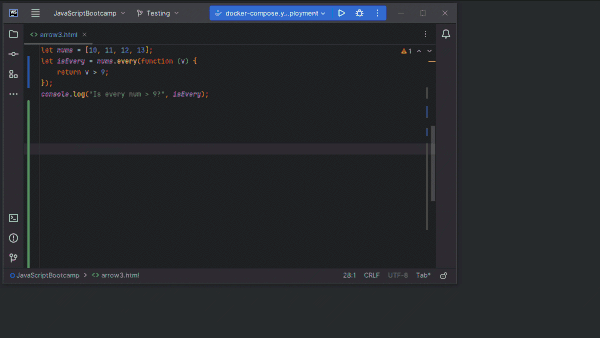 JavaScriptBootcamp
Testing
docker-compose.y...ployment
<> arrow3.html
let nums = [10, 11, 12, 13];
let isEvery = nums.every(function (v) {
return v > 9;
});
console.log("Is every num > 9?", isEvery);
1
JavaScriptBootcamp > <> arrow3.html
28:1 CRLF UTF-8 Tab*